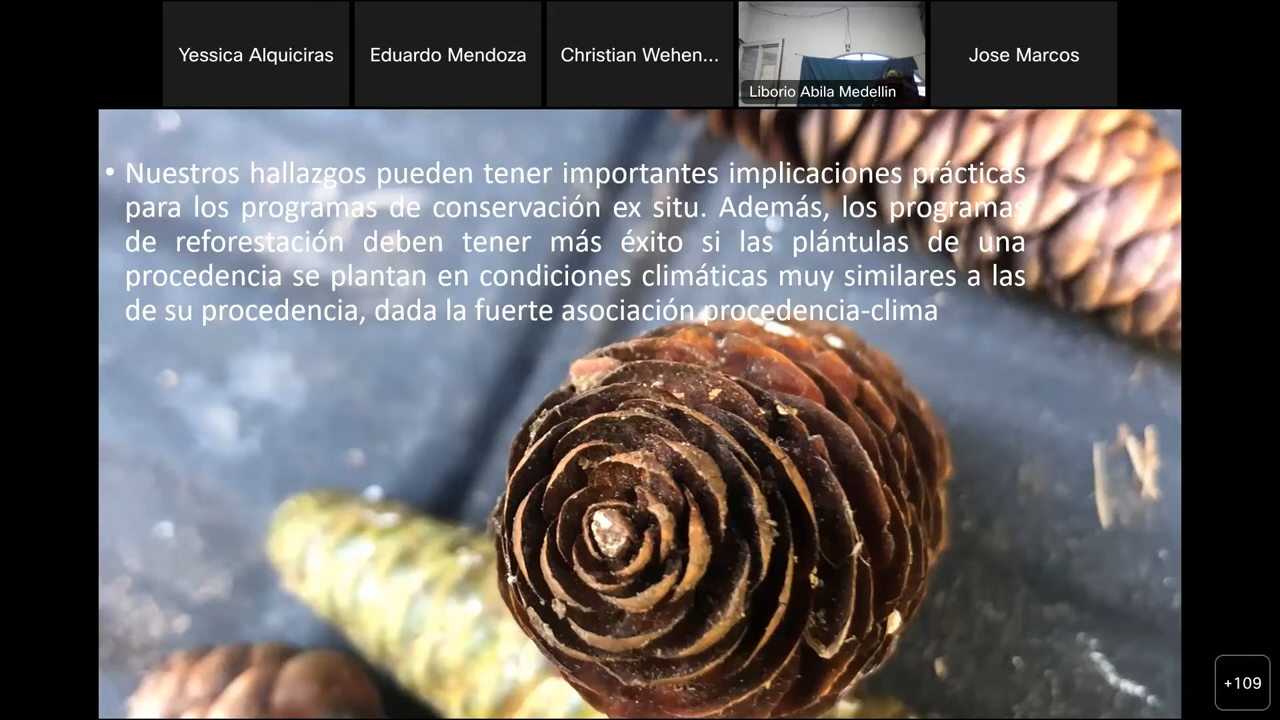 Yessica Alquiciras
Eduardo Mendoza
Christian Wehen...
Liborio Abila Medellin
Jose Marcos
• Nuestros hallazgos pueden tener importantes implicaciones prácticas
para los programas de conservación ex situ. Además, los programas
de reforestación deben tener más éxito si las plántulas de una
procedencia se plantan en condiciones climáticas muy similares a las
de su procedencia, dada la fuerte asociación procedencia-clima
+109